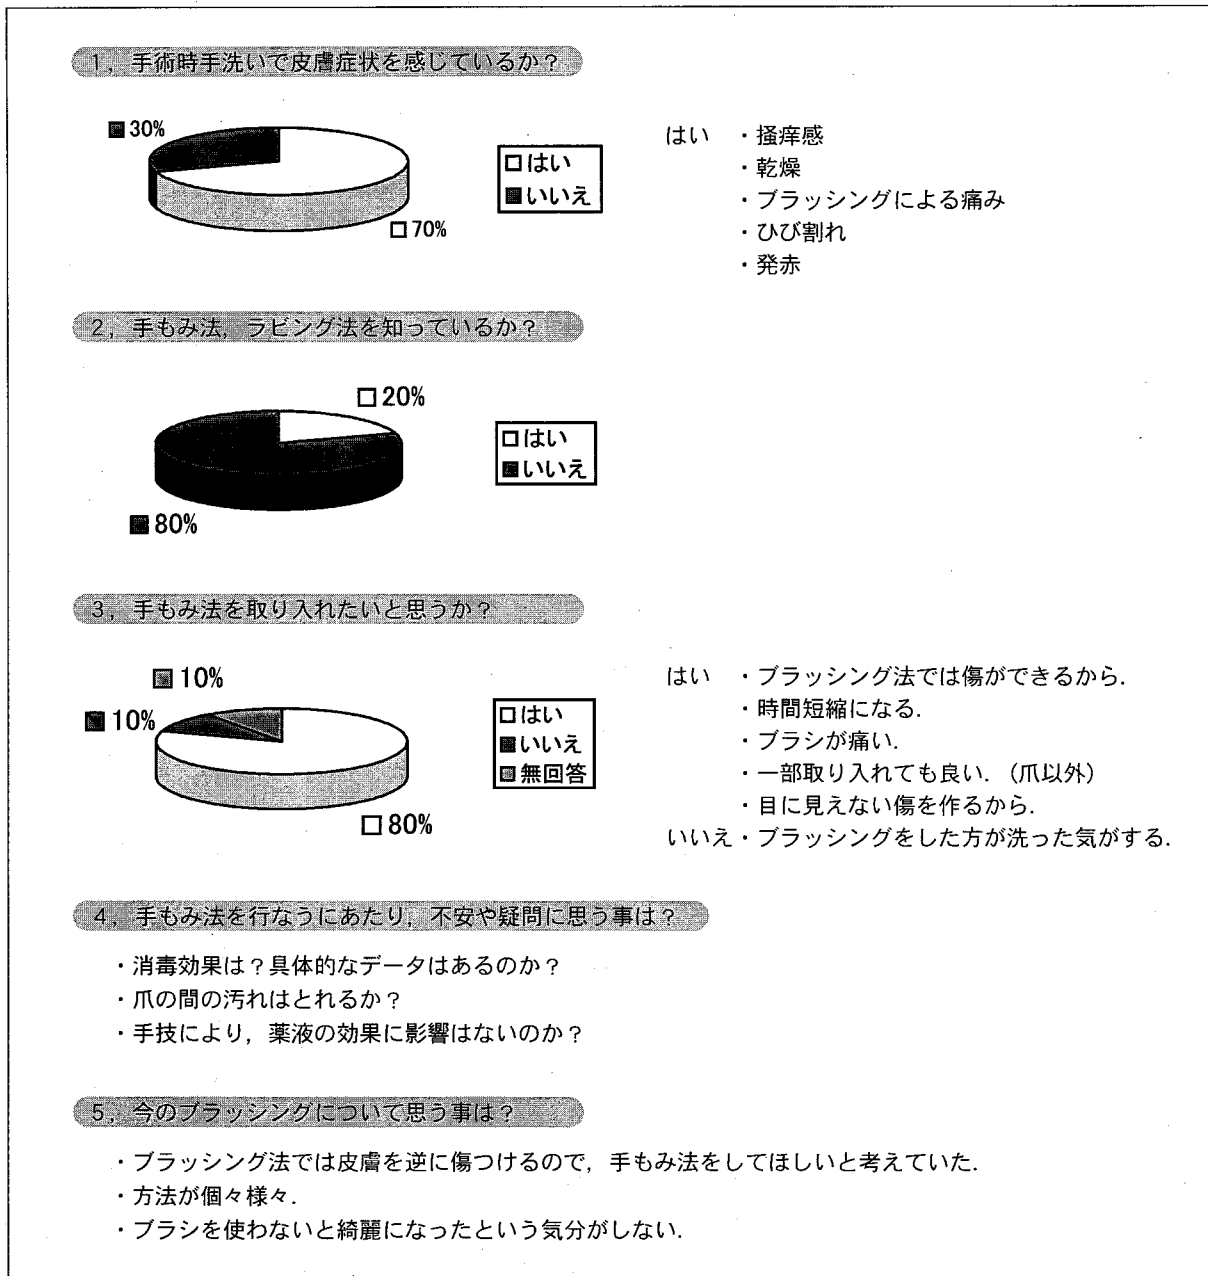 1，手術時手洗いで皮膚症状を感じているか？
■ 30%
□はい
■いいえ
□ 70%
はい ・掻痒感
・乾燥
・ブラッシングによる痛み
・ひび割れ
・発赤
2，手もみ法，ラビング法を知っているか？
□ 20%
□はい
■いいえ
■ 80%
3，手もみ法を取り入れたいと思うか？
■ 10%
■ 10%
□はい
■いいえ
■無回答
□ 80%
はい ・ブラッシング法では傷ができるから．
・時間短縮になる．
・ブラシが痛い．
・一部取り入れても良い．（爪以外）
・目に見えない傷を作るから．
いいえ・ブラッシングをした方が洗った気がする．
4，手もみ法を行なうにあたり，不安や疑問に思う事は？
・消毒効果は？具体的なデータはあるのか？
・爪の間の汚れはとれるか？
・手技により，薬液の効果に影響はないのか？
5，今のブラッシングについて思う事は？
・ブラッシング法では皮膚を逆に傷つけるので，手もみ法をしてほしいと考えていた．
・方法が個々様々．
・ブラシを使わないと綺麗になったという気分がしない．